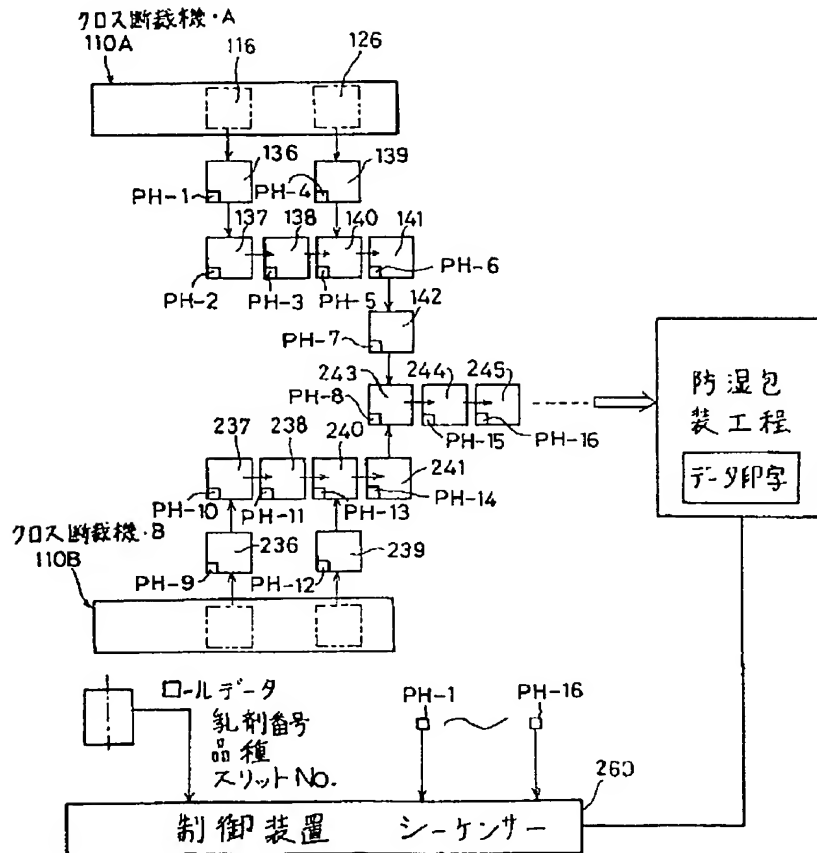 クロス断裁機・A
110A
116
126
136
139
PH-1
PH-4
137
138
140
141
PH-2
PH-3
PH-5
PH-6
142
PH-7
243
244
245
PH-8
PH-15
PH-16
防湿包
装工程
データ印字
237
238
240
241
PH-10
PH-11
PH-13
PH-14
クロス断裁機・B
110B
236
239
PH-9
PH-12
ロールデータ
乳剤番号
品種
スリットNo.
PH-1
PH-16
260
制御装置 シーケンサー